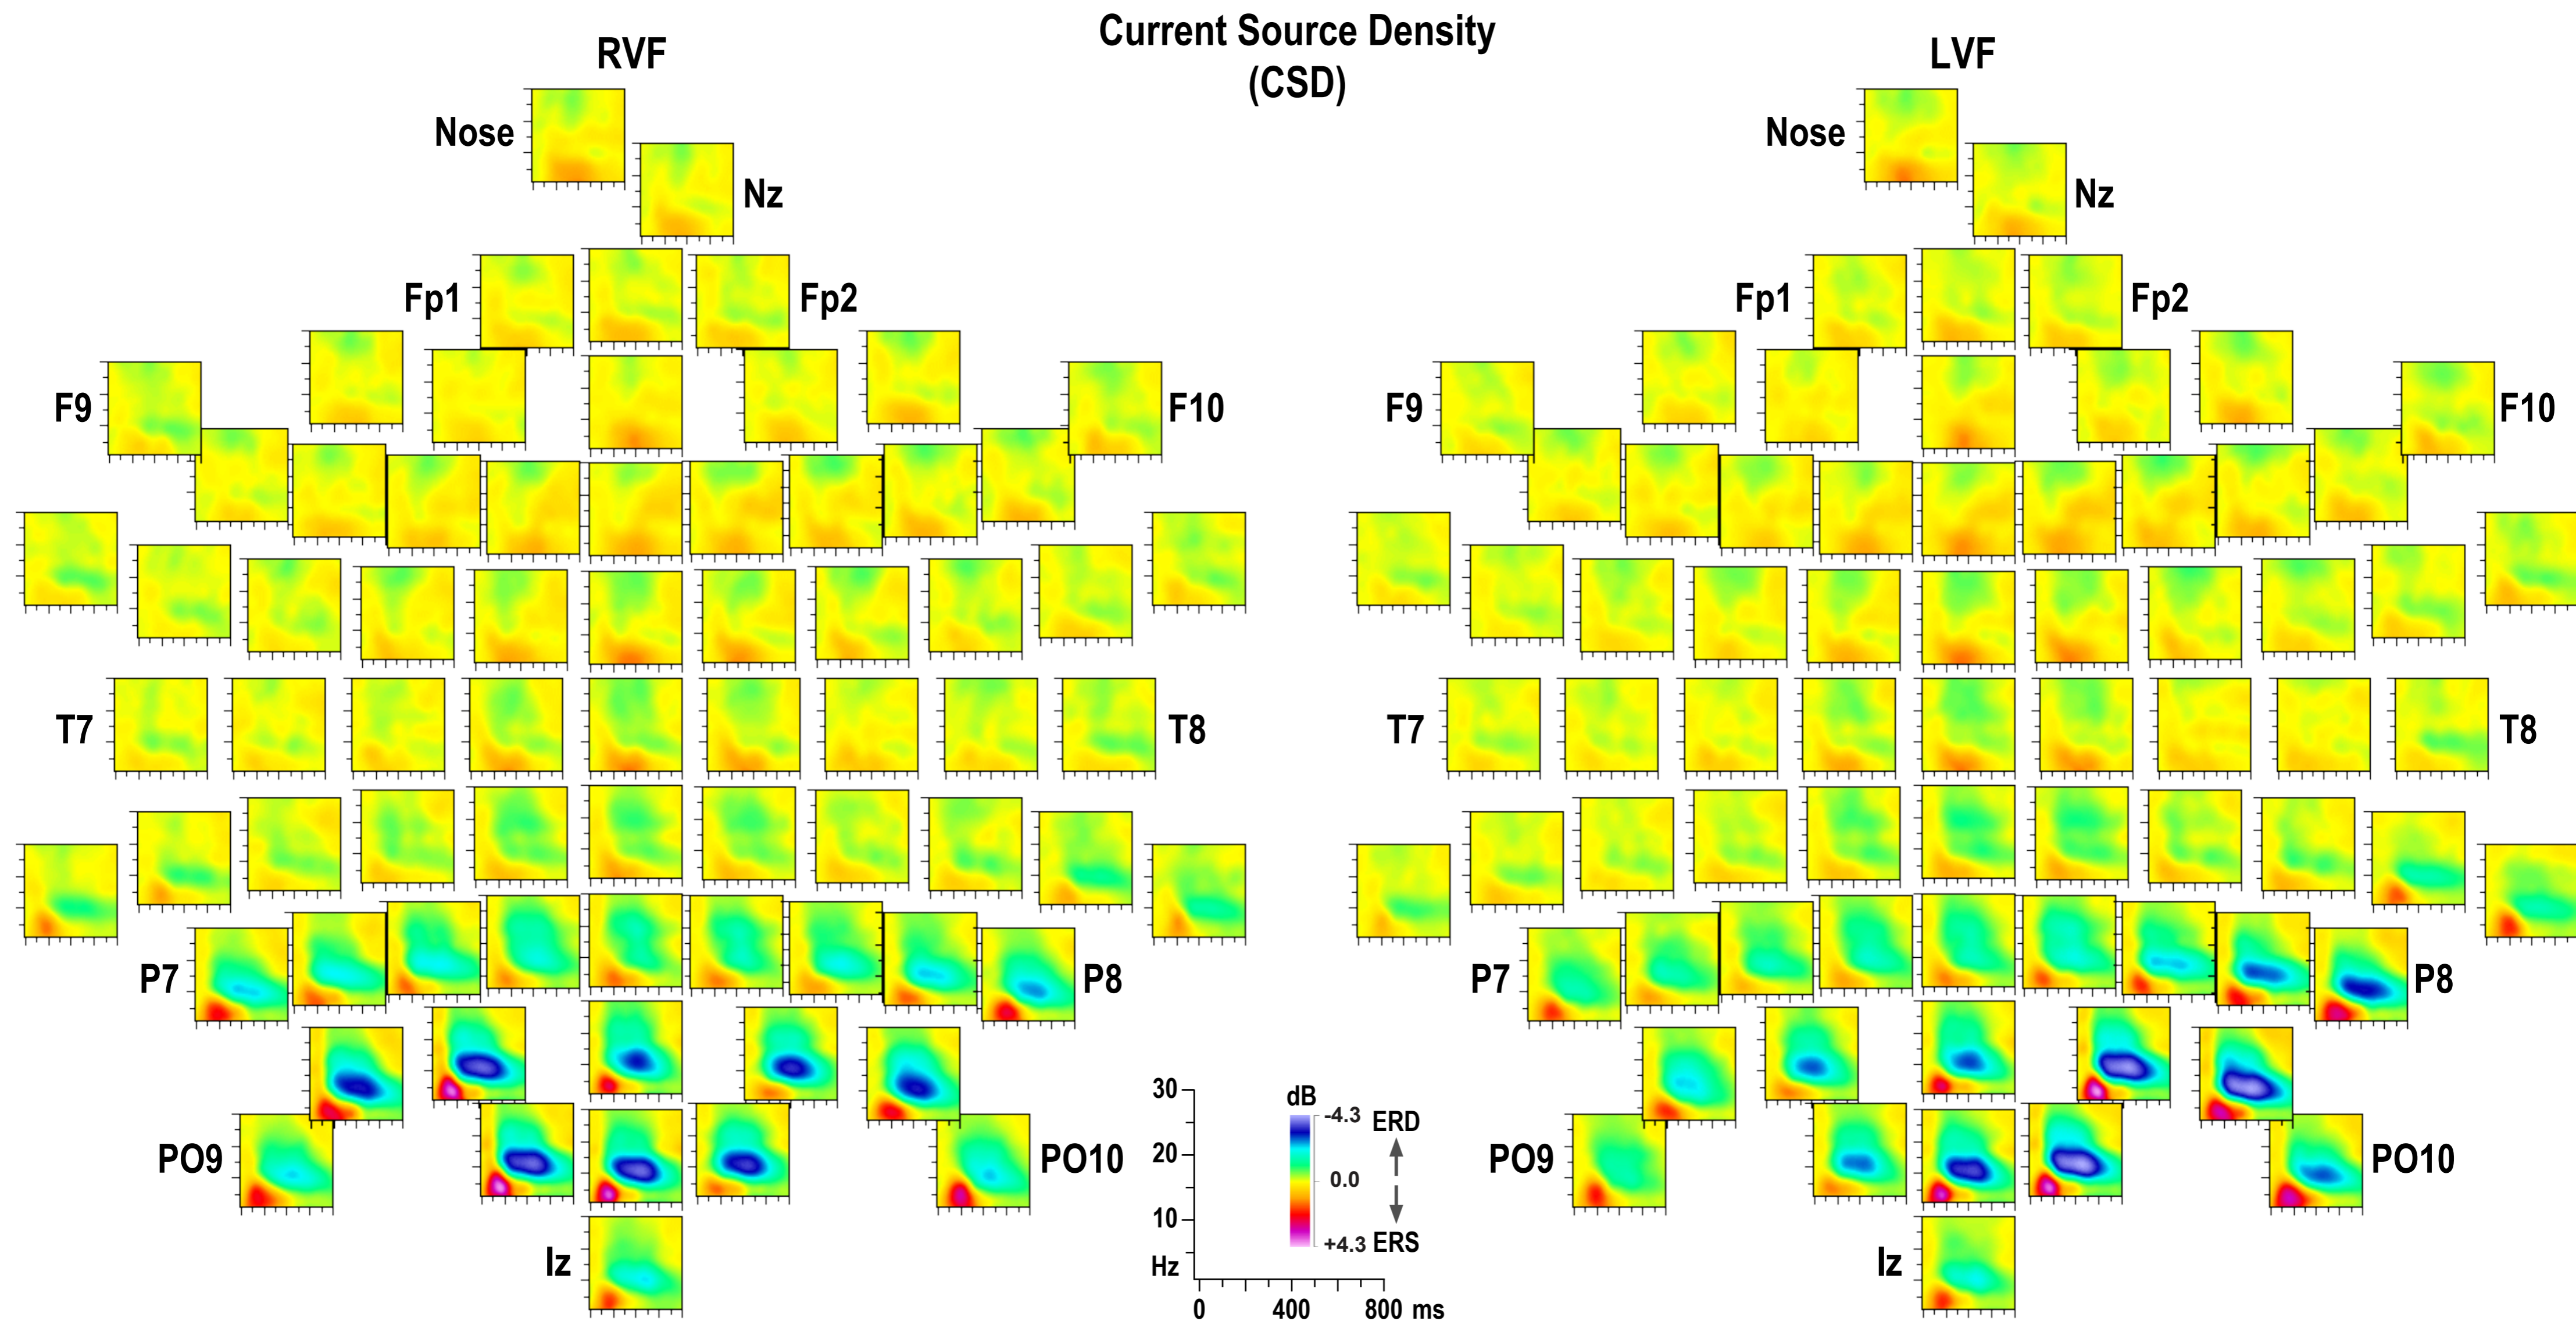 Current Source Density
(CSD)
RVF
LVF
Nose
Nose
Nz
Nz
Fp1
Fp2
Fp1
Fp2
F9
F10
F9
F10
T7
T8
T7
T8
P7
P8
P7
P8
PO9
PO10
PO9
PO10
Iz
Iz
30
20
10
Hz
0
400
800 ms
dB
-4.3 ERD
0.0
+4.3 ERS